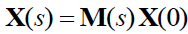 X(s) = M(s)X(0)